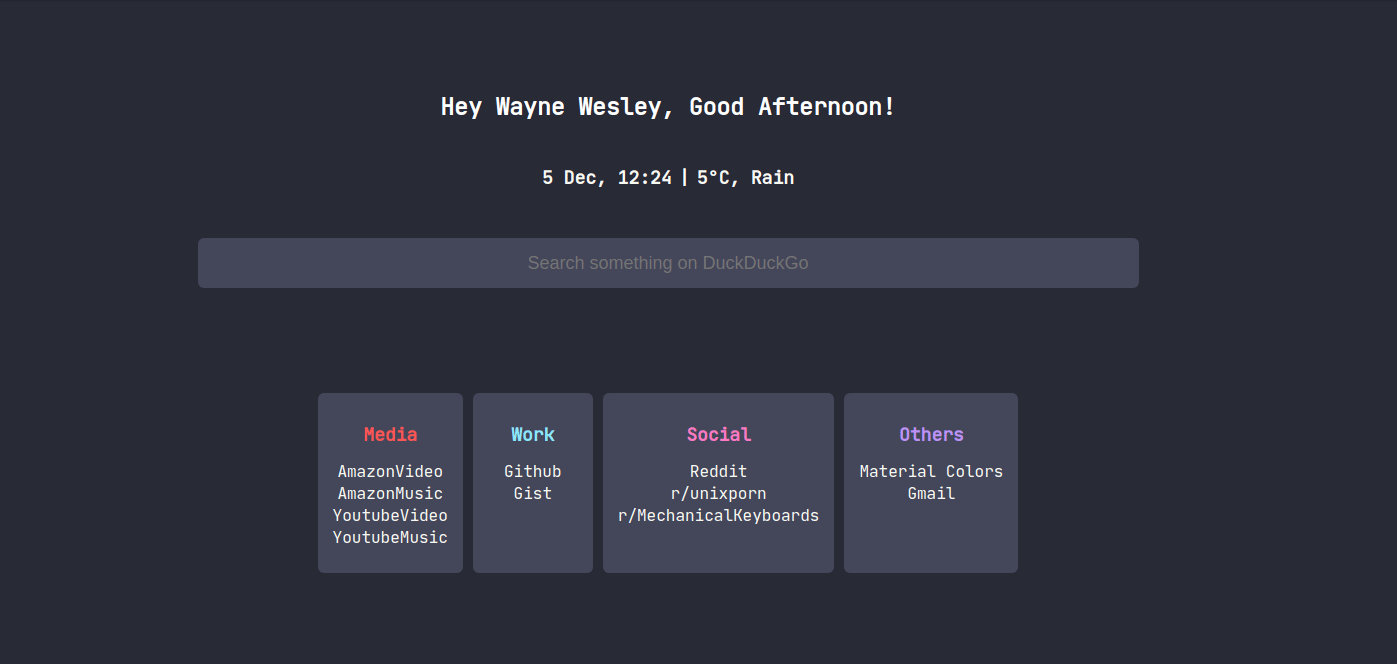 Hey Wayne Wesley, Good Afternoon!
5 Dec, 12:24 | 5°C, Rain
Search something on DuckDuckGo
Media
AmazonVideo
AmazonMusic
YoutubeVideo
YoutubeMusic
Work
Github
Gist
Social
Reddit
r/unixporn
r/MechanicalKeyboards
Others
Material Colors
Gmail